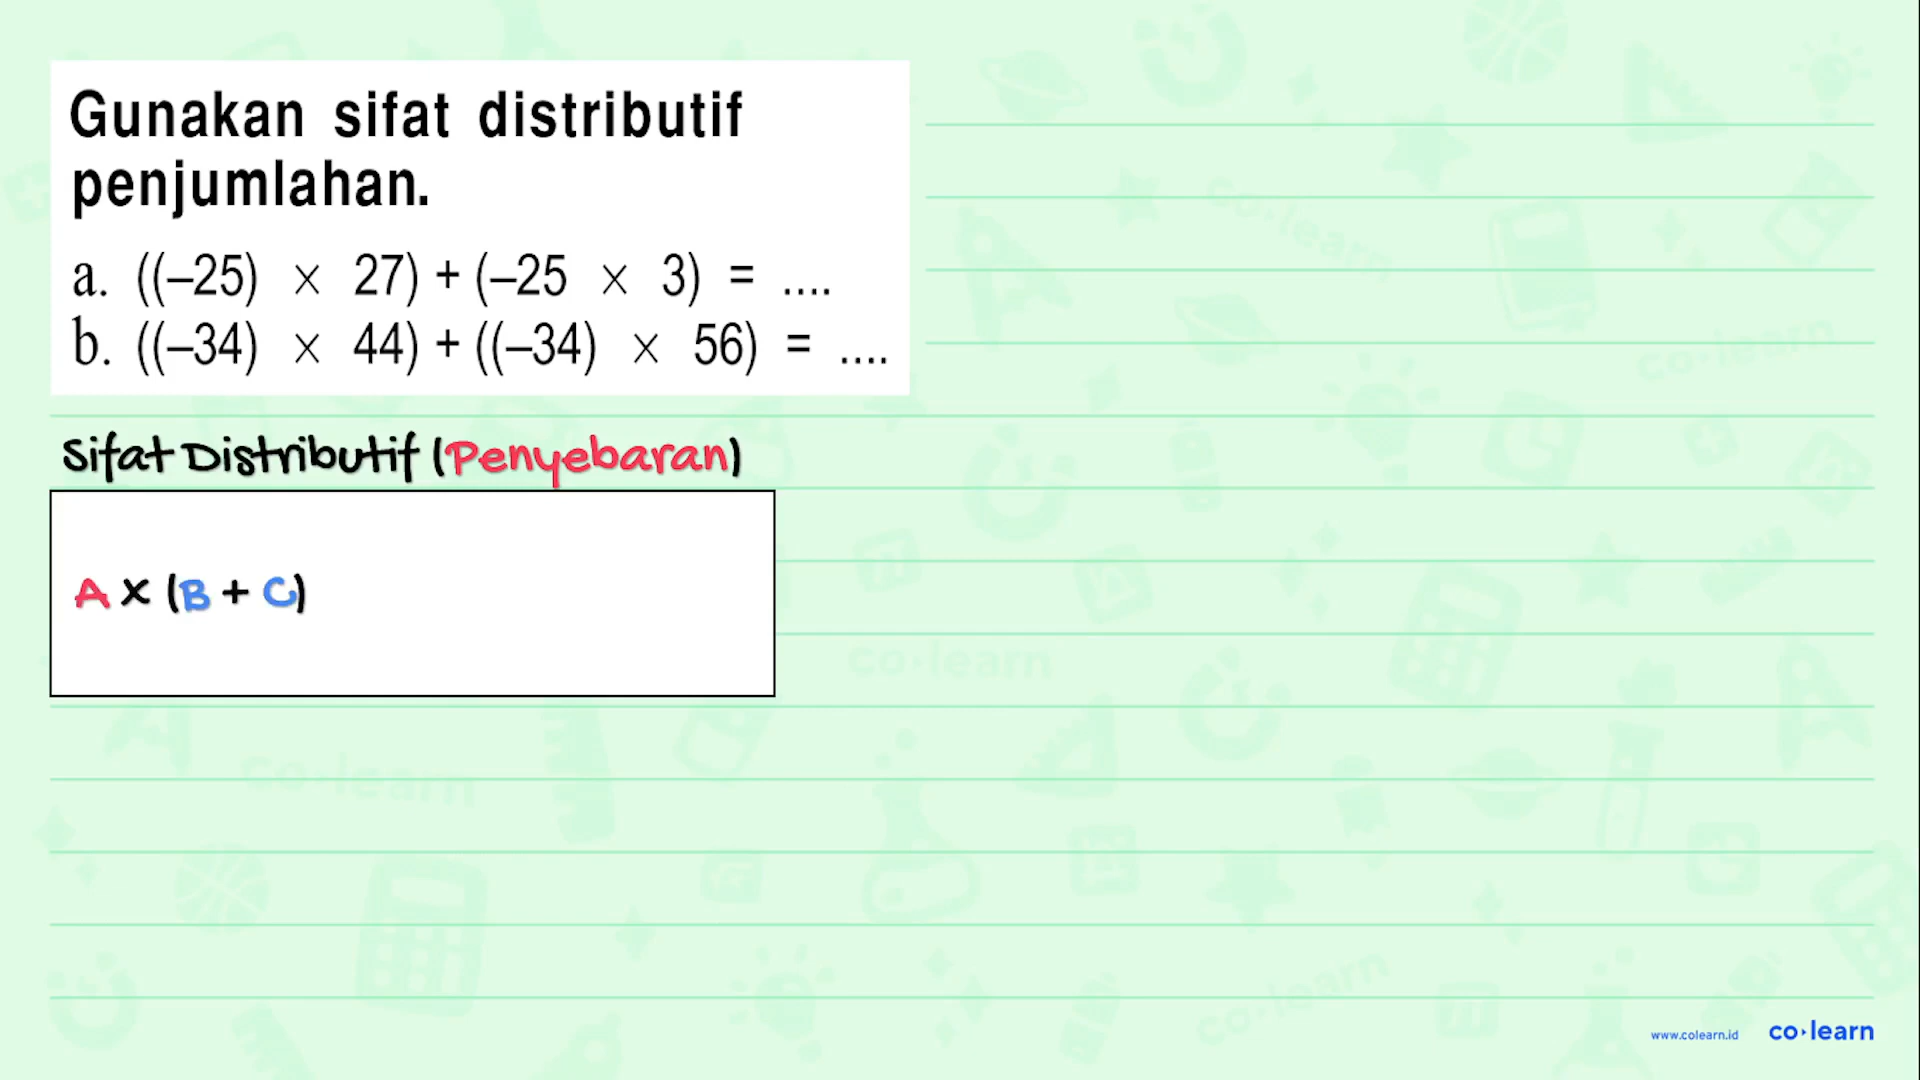 Gunakan sifat distributif
penjumlahan.
a. ((–25) × 27) + (–25 × 3) = ....
b. ((–34) × 44) + ((–34) × 56) = ....
Sifat Distributif (Penyebaran)
A × (B + C)
www.colearn.id co·learn